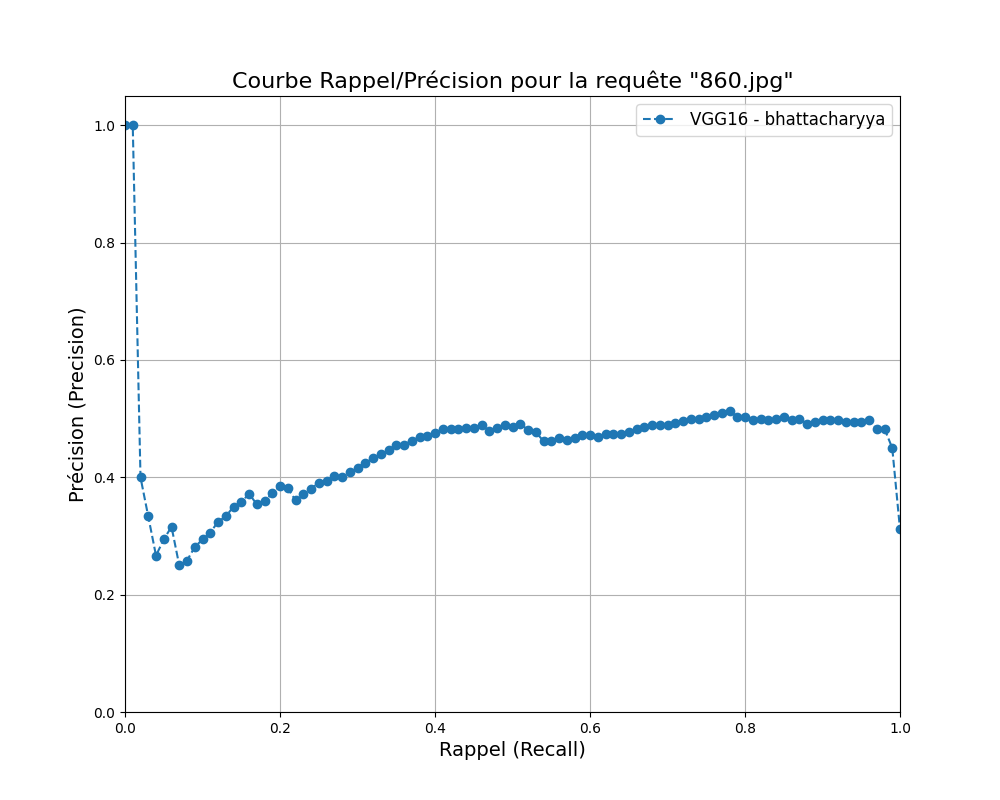 Courbe Rappel/Précision pour la requête "860.jpg"
VGG16 - bhattacharyya
1.0
0.8
0.6
0.4
0.2
0.0
Précision (Precision)
0.0 0.2 0.4 0.6 0.8 1.0
Rappel (Recall)